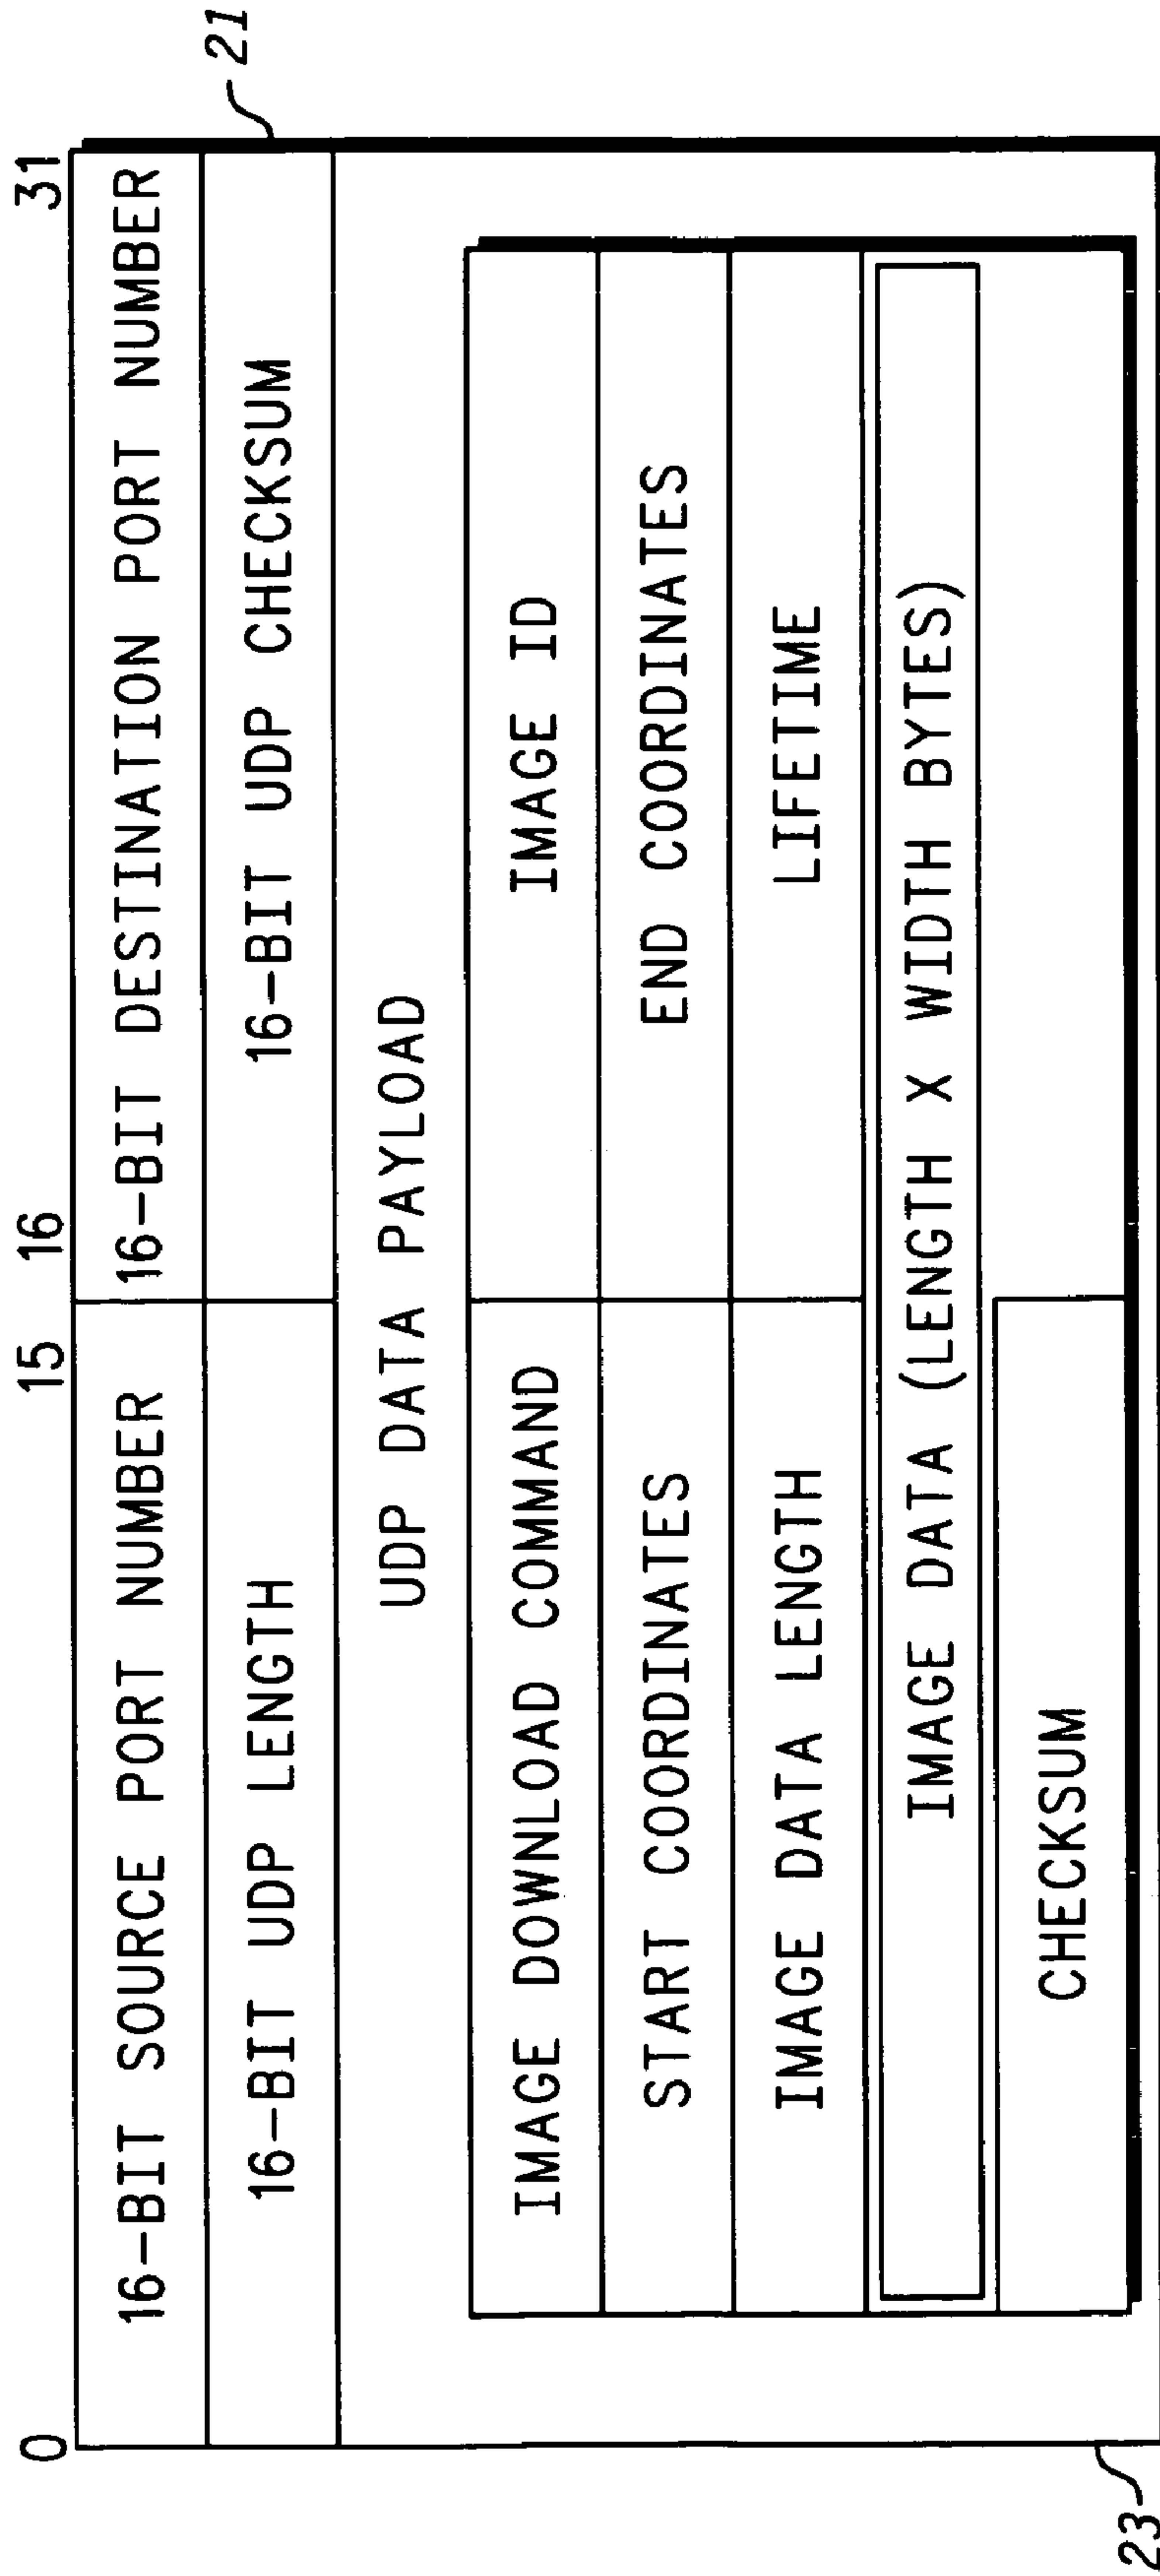 0 15 16 31
16-BIT SOURCE PORT NUMBER 16-BIT DESTINATION PORT NUMBER
16-BIT UDP LENGTH 16-BIT UDP CHECKSUM
21
UDP DATA PAYLOAD
IMAGE DOWNLOAD COMMAND IMAGE ID
START COORDINATES END COORDINATES
IMAGE DATA LENGTH LIFETIME
IMAGE DATA (LENGTH X WIDTH BYTES)
CHECKSUM
23